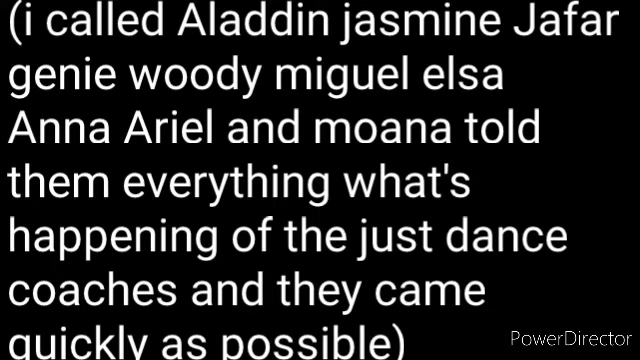 (i called Aladdin jasmine Jafar
genie woody miguel elsa
Anna Ariel and moana told
them everything what's
happening of the just dance
coaches and they came
quickly as possible)
PowerDirector